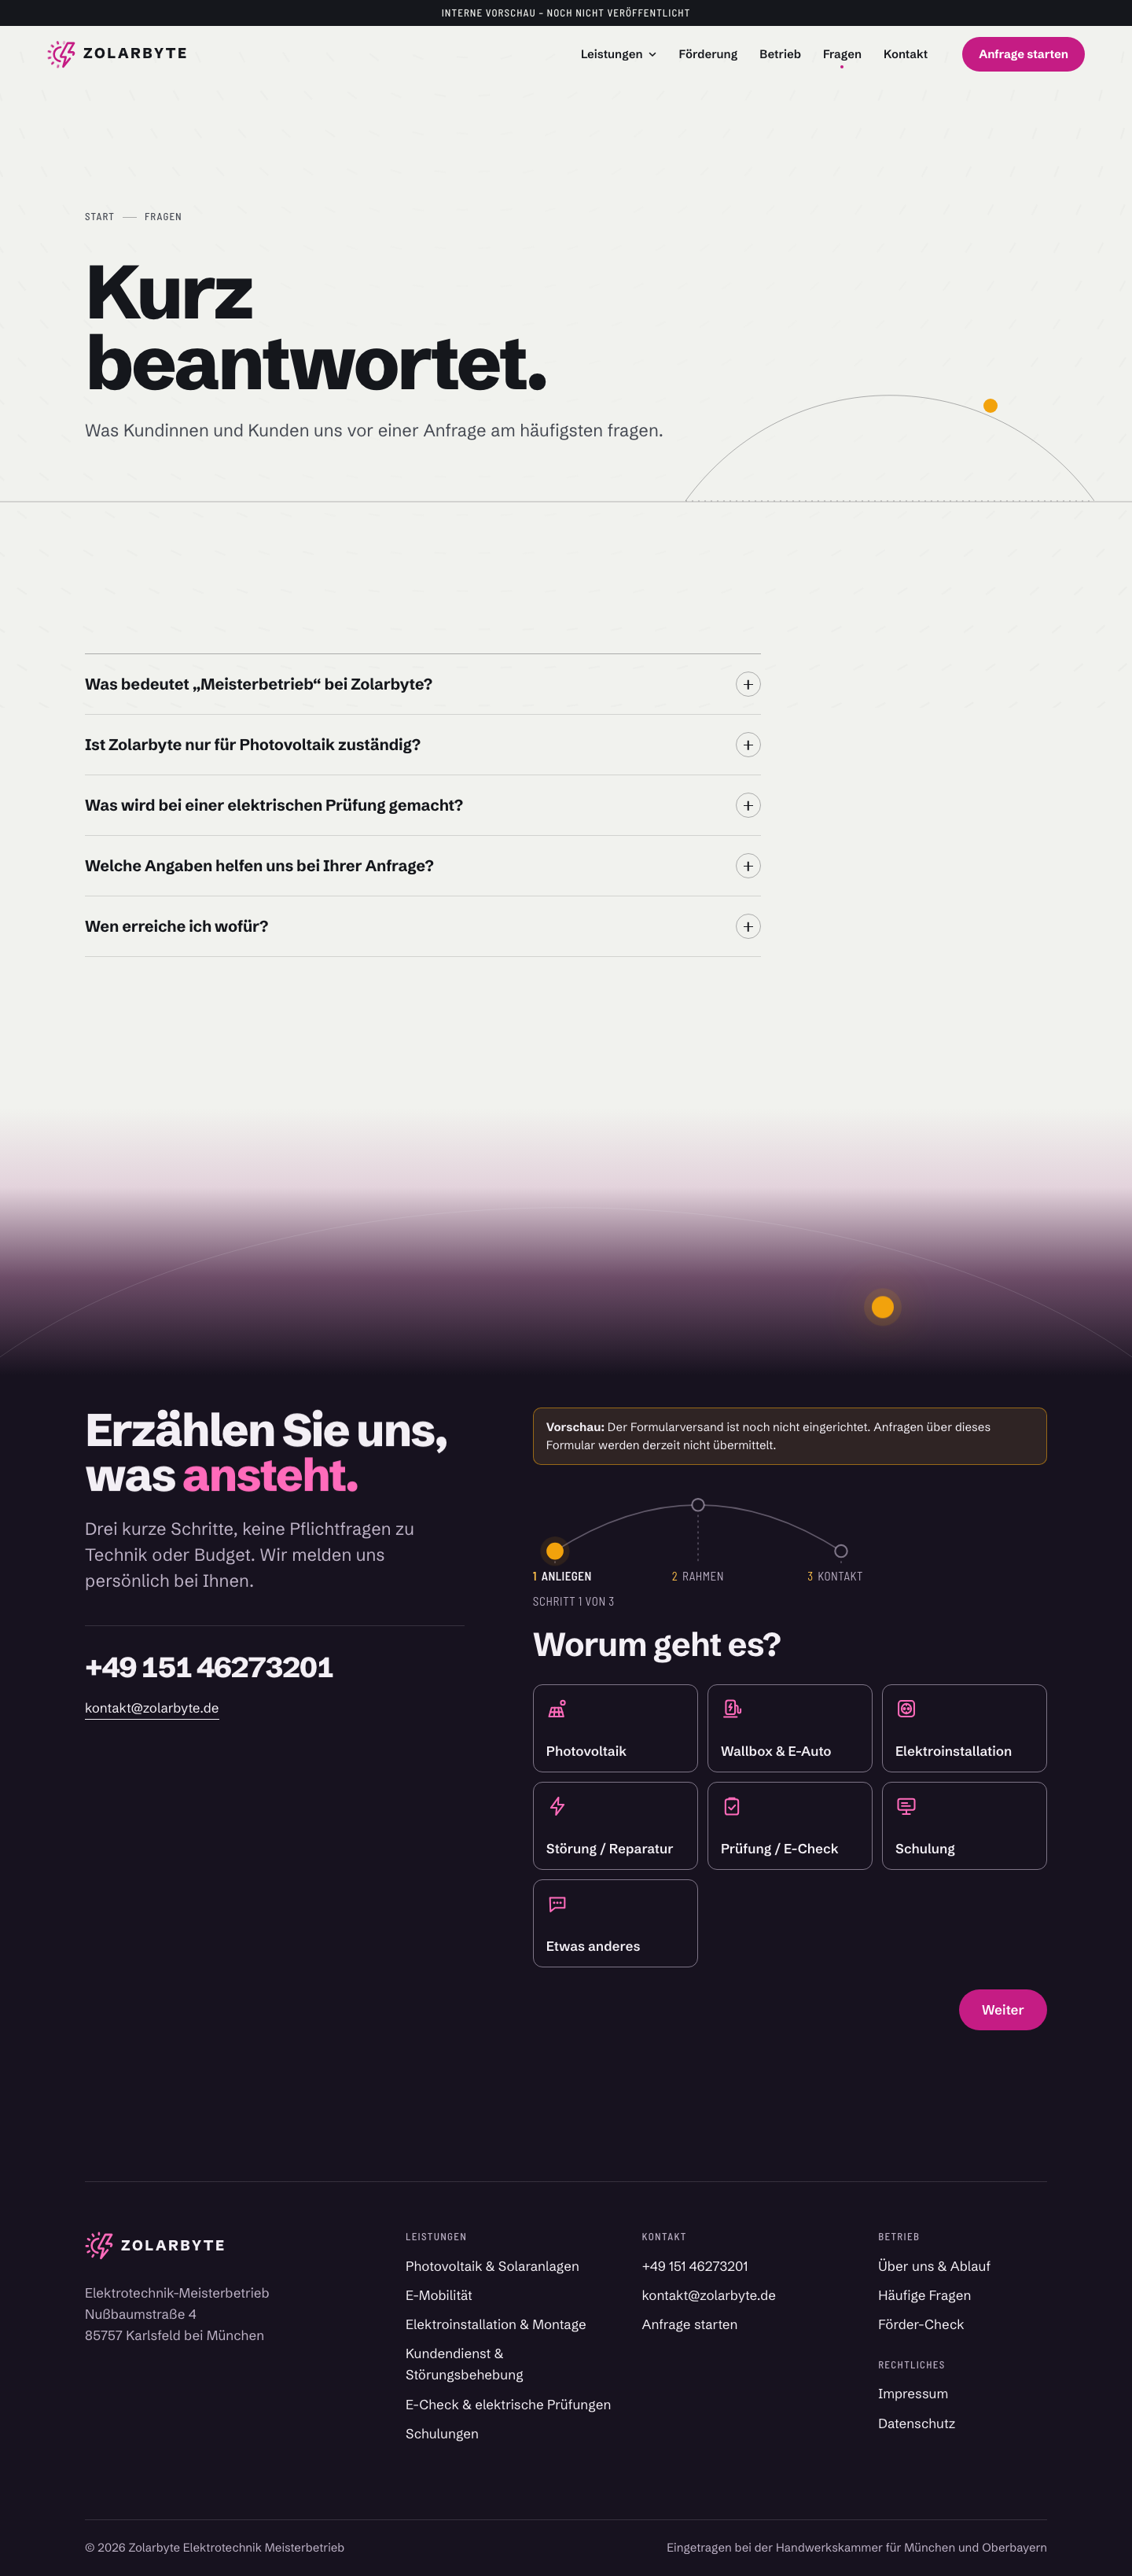 INTERNE VORSCHAU – NOCH NICHT VERÖFFENTLICHT
ZOLARBYTE
Leistungen
Förderung
Betrieb
Fragen
Kontakt
Anfrage starten
START — FRAGEN
Kurz
beantwortet.
Was Kundinnen und Kunden uns vor einer Anfrage am häufigsten fragen.
Was bedeutet „Meisterbetrieb“ bei Zolarbyte?
Ist Zolarbyte nur für Photovoltaik zuständig?
Was wird bei einer elektrischen Prüfung gemacht?
Welche Angaben helfen uns bei Ihrer Anfrage?
Wen erreiche ich wofür?
Erzählen Sie uns,
was ansteht.
Drei kurze Schritte, keine Pflichtfragen zu
Technik oder Budget. Wir melden uns
persönlich bei Ihnen.
+49 151 46273201
kontakt@zolarbyte.de
Vorschau: Der Formularversand ist noch nicht eingerichtet. Anfragen über dieses
Formular werden derzeit nicht übermittelt.
1 ANLIEGEN
2 RAHMEN
3 KONTAKT
SCHRITT 1 VON 3
Worum geht es?
Photovoltaik
Wallbox & E-Auto
Elektroinstallation
Störung / Reparatur
Prüfung / E-Check
Schulung
Etwas anderes
Weiter
ZOLARBYTE
Elektrotechnik-Meisterbetrieb
Nußbaumstraße 4
85757 Karlsfeld bei München
LEISTUNGEN
Photovoltaik & Solaranlagen
E-Mobilität
Elektroinstallation & Montage
Kundendienst &
Störungsbehebung
E-Check & elektrische Prüfungen
Schulungen
KONTAKT
+49 151 46273201
kontakt@zolarbyte.de
Anfrage starten
BETRIEB
Über uns & Ablauf
Häufige Fragen
Förder-Check
RECHTLICHES
Impressum
Datenschutz
© 2026 Zolarbyte Elektrotechnik Meisterbetrieb
Eingetragen bei der Handwerkskammer für München und Oberbayern